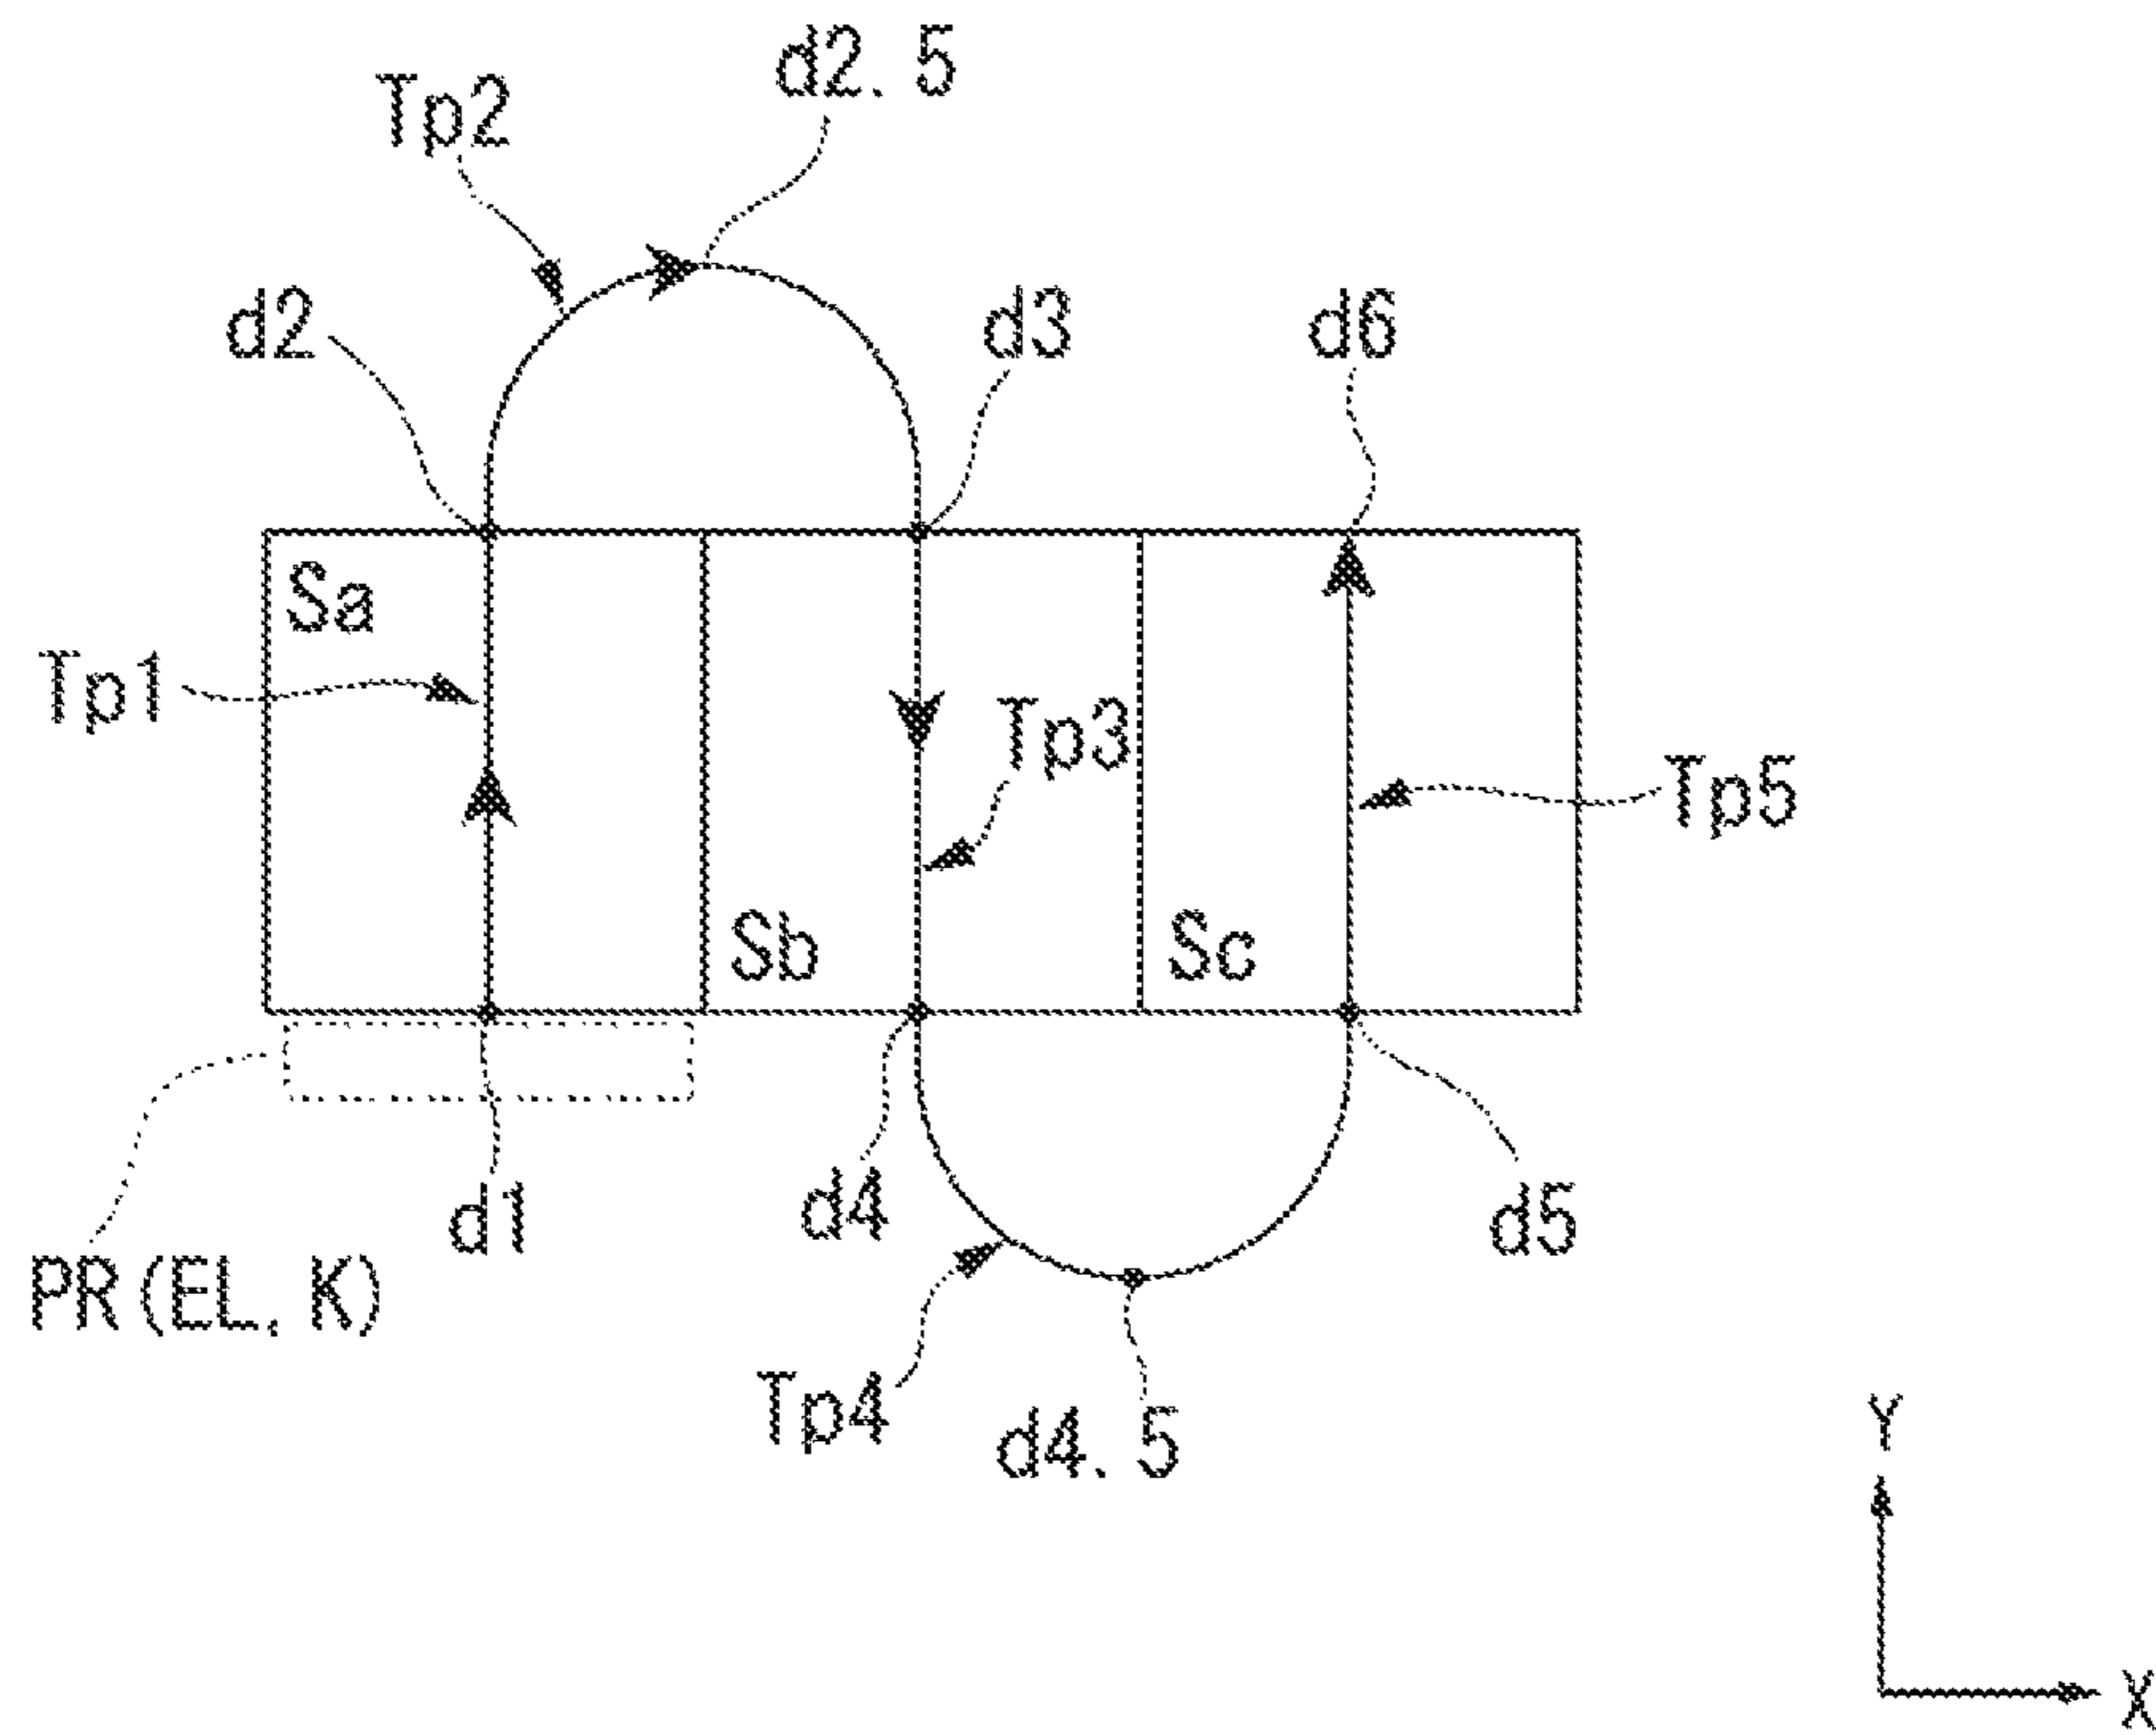 d2.5
Tp2
d2
d3
d6
Sa
Tp1
Tp3
Tp5
Sb
Sc
d1
d4
d5
PR(EL.K)
Tp4
d4.5
Y
X